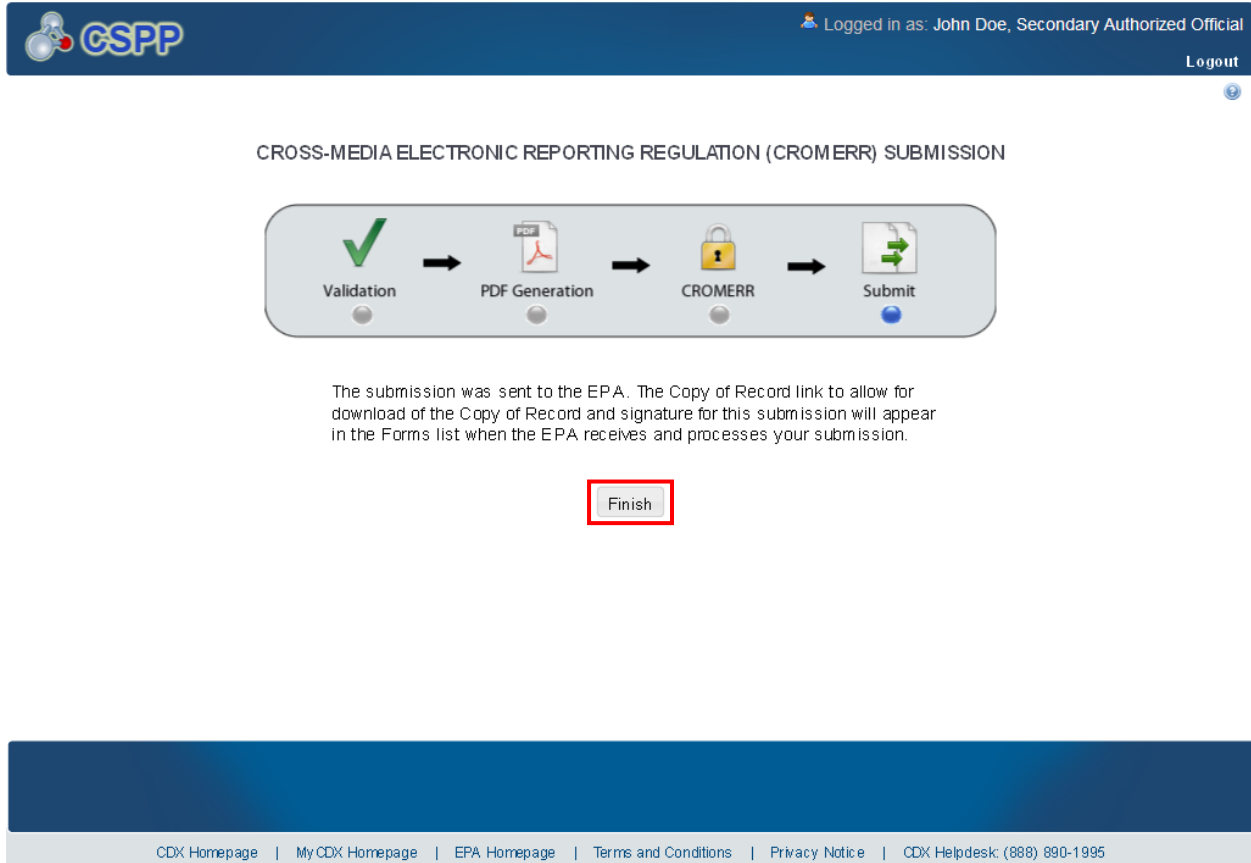 CSPP
Logged in as: John Doe, Secondary Authorized Official
Logout
?
CROSS-MEDIA ELECTRONIC REPORTING REGULATION (CROMERR) SUBMISSION
PDF
Validation PDF Generation CROMERR Submit
The submission was sent to the EPA. The Copy of Record link to allow for
download of the Copy of Record and signature for this submission will appear
in the Forms list when the EPA receives and processes your submission.
Finish
CDX Homepage | MyCDX Homepage | EPA Homepage | Terms and Conditions | Privacy Notice | CDX Helpdesk: (888) 890-1995